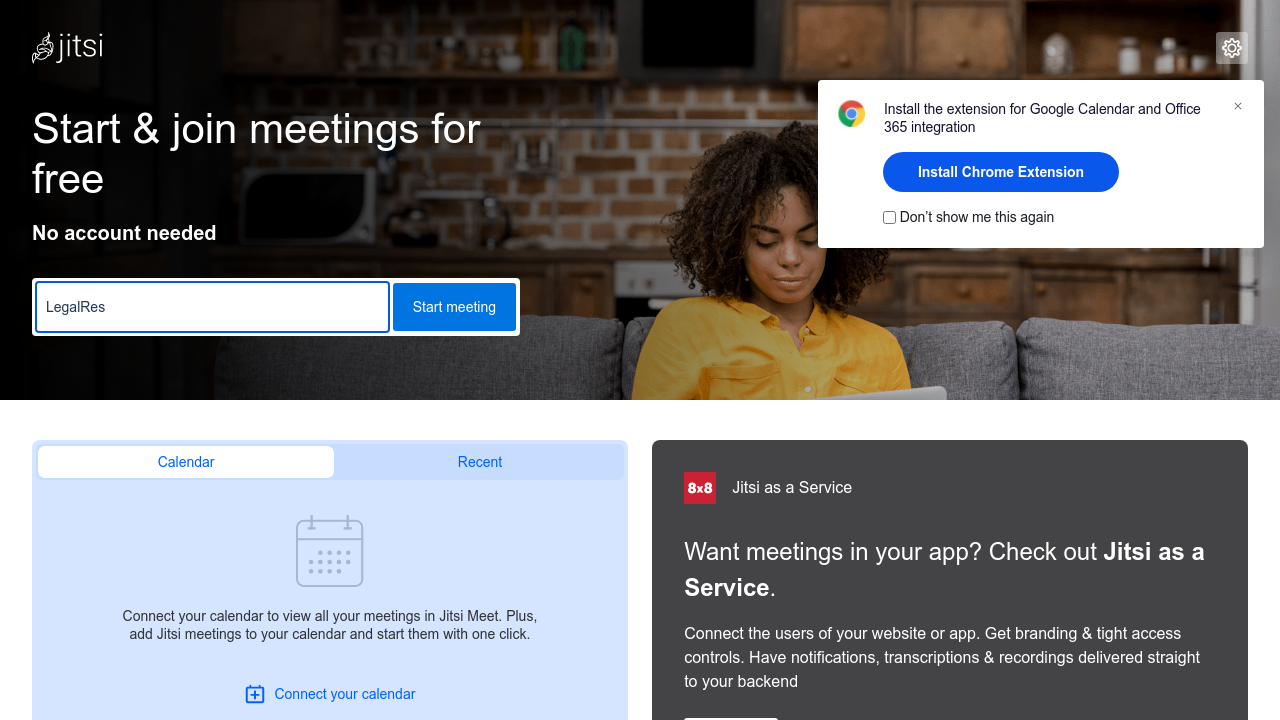 jitsi
Start & join meetings for
free
No account needed
LegalRes
Start meeting
Install the extension for Google Calendar and Office
365 integration
×
Install Chrome Extension
Don't show me this again
Calendar
Recent
Connect your calendar to view all your meetings in Jitsi Meet. Plus,
add Jitsi meetings to your calendar and start them with one click.
Connect your calendar
8x8
Jitsi as a Service
Want meetings in your app? Check out Jitsi as a
Service.
Connect the users of your website or app. Get branding & tight access
controls. Have notifications, transcriptions & recordings delivered straight
to your backend